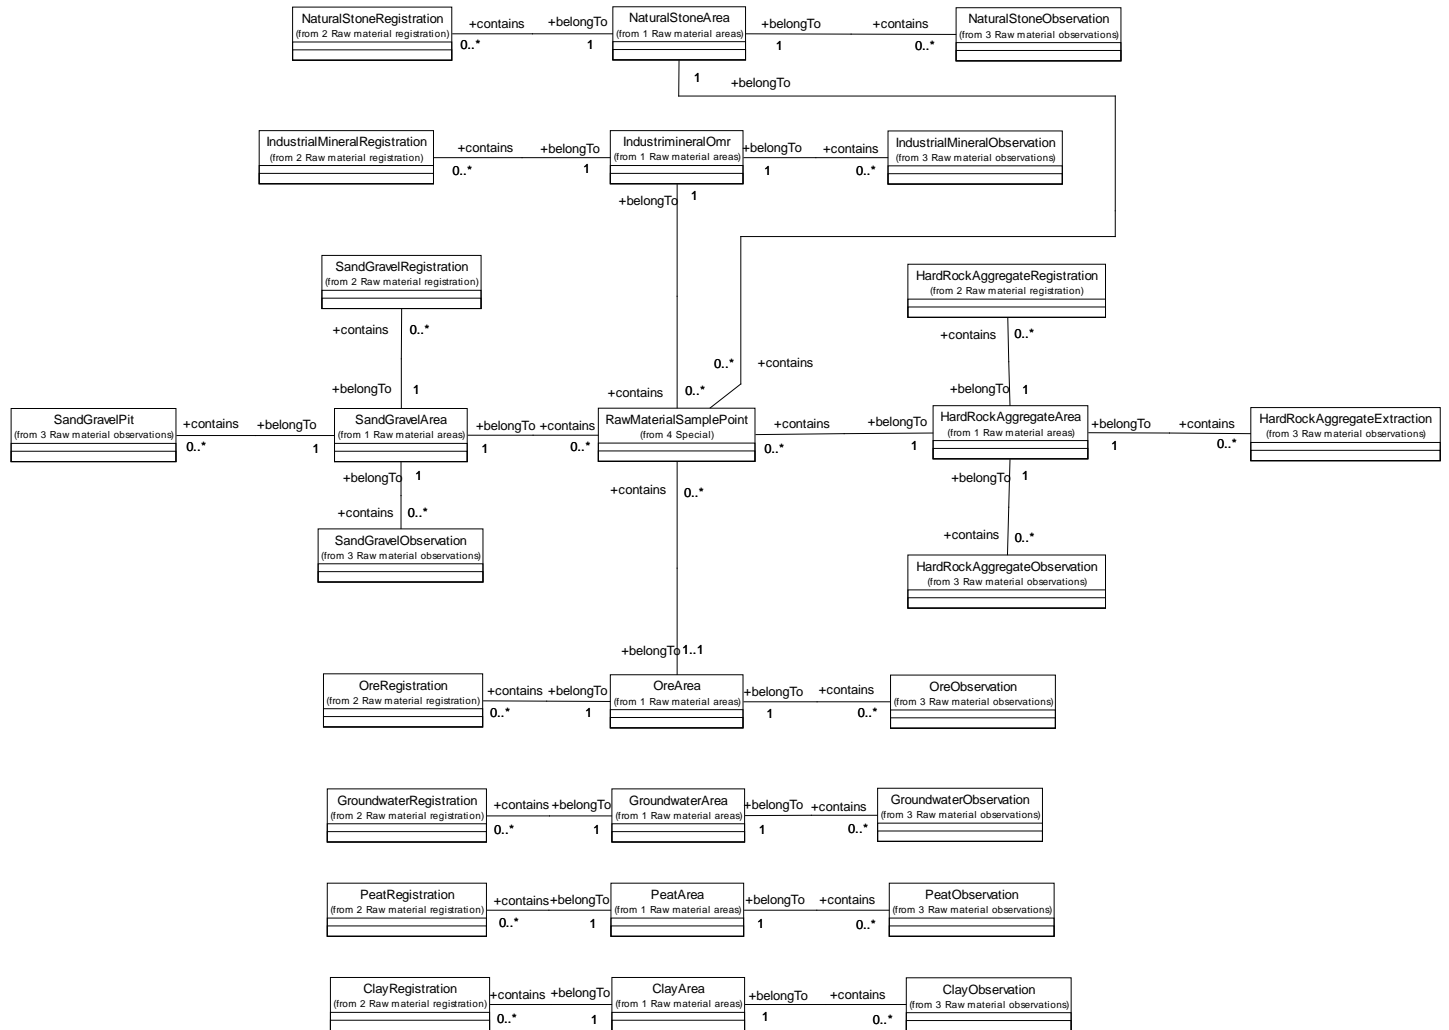 NaturalStoneRegistration
(from 2 Raw material registration)
+contains
0..*
+belongTo
1
NaturalStoneArea
(from 1 Raw material areas)
+belongTo
1
+contains
0..*
NaturalStoneObservation
(from 3 Raw material observations)
1
+belongTo
IndustrialMineralRegistration
(from 2 Raw material registration)
+contains
0..*
+belongTo
1
IndustrimineralOmr
(from 1 Raw material areas)
+belongTo
1
+contains
0..*
IndustrialMineralObservation
(from 3 Raw material observations)
+belongTo
1
SandGravelRegistration
(from 2 Raw material registration)
+contains
0..*
+belongTo
1
HardRockAggregateRegistration
(from 2 Raw material registration)
+contains
0..*
+belongTo
1
0..*
+contains
+contains
0..*
SandGravelPit
(from 3 Raw material observations)
+contains
0..*
+belongTo
1
SandGravelArea
(from 1 Raw material areas)
+belongTo
1
+contains
0..*
RawMaterialSamplePoint
(from 4 Special)
+contains
0..*
+belongTo
1
HardRockAggregateArea
(from 1 Raw material areas)
+belongTo
1
+contains
0..*
HardRockAggregateExtraction
(from 3 Raw material observations)
+belongTo
1
+contains
0..*
SandGravelObservation
(from 3 Raw material observations)
+contains
0..*
+belongTo
1
+contains
0..*
HardRockAggregateObservation
(from 3 Raw material observations)
+belongTo
1..1
OreRegistration
(from 2 Raw material registration)
+contains
0..*
+belongTo
1
OreArea
(from 1 Raw material areas)
+belongTo
1
+contains
0..*
OreObservation
(from 3 Raw material observations)
GroundwaterRegistration
(from 2 Raw material registration)
+contains
0..*
+belongTo
1
GroundwaterArea
(from 1 Raw material areas)
+belongTo
1
+contains
0..*
GroundwaterObservation
(from 3 Raw material observations)
PeatRegistration
(from 2 Raw material registration)
+contains
0..*
+belongTo
1
PeatArea
(from 1 Raw material areas)
+belongTo
1
+contains
0..*
PeatObservation
(from 3 Raw material observations)
ClayRegistration
(from 2 Raw material registration)
+contains
0..*
+belongTo
1
ClayArea
(from 1 Raw material areas)
+belongTo
1
+contains
0..*
ClayObservation
(from 3 Raw material observations)